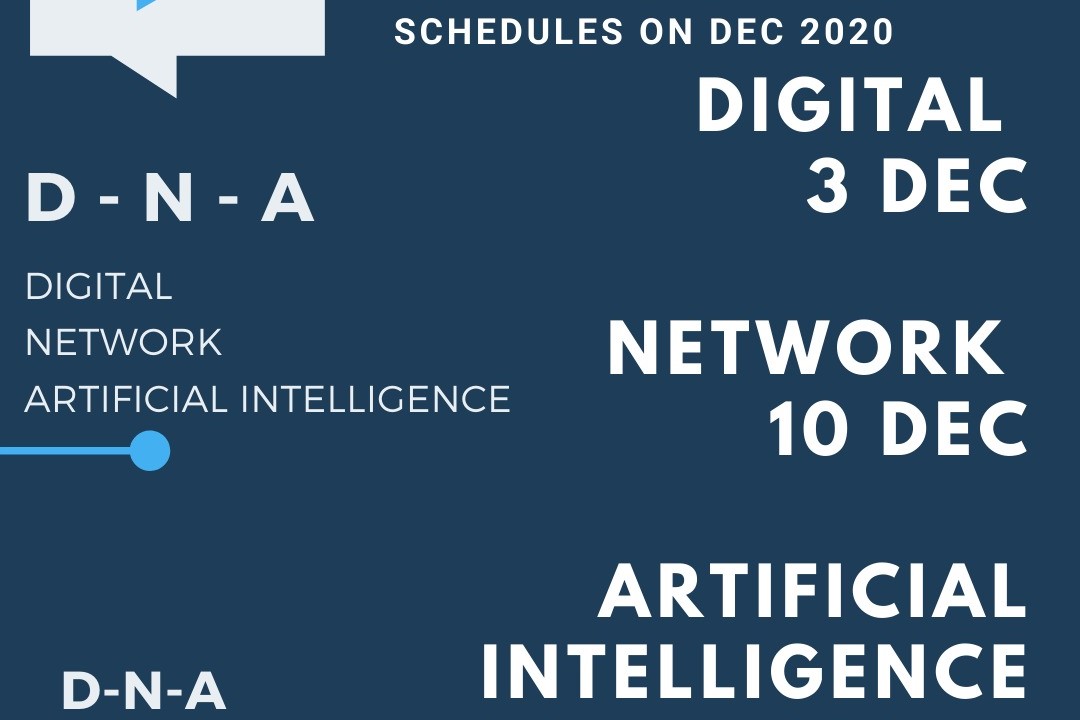 SCHEDULES ON DEC 2020
D - N - A
DIGITAL
NETWORK
ARTIFICIAL INTELLIGENCE
D-N-A
DIGITAL
3 DEC
NETWORK
10 DEC
ARTIFICIAL
INTELLIGENCE